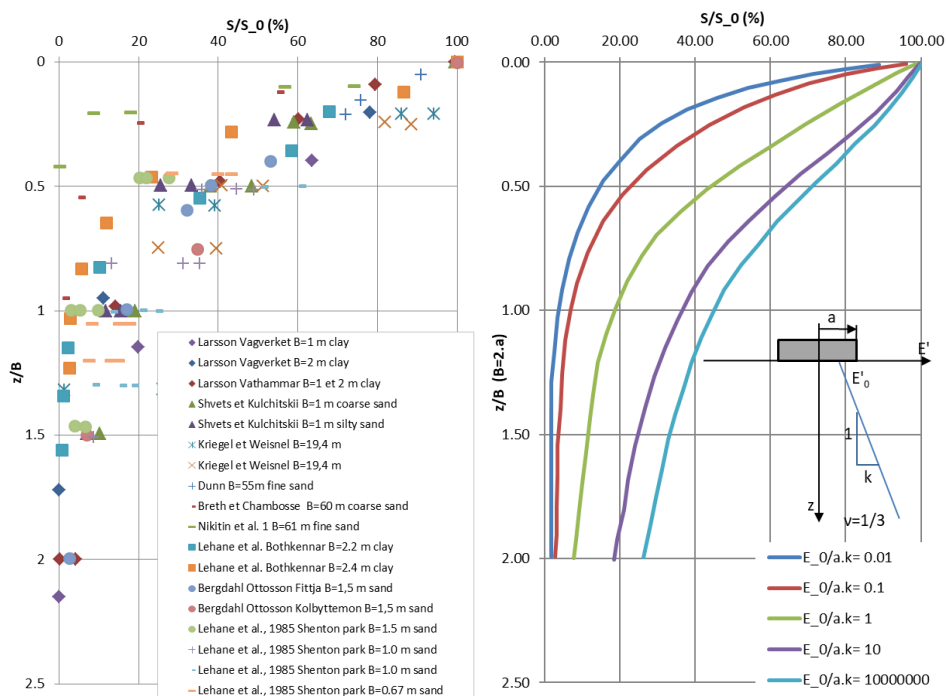 S/S_0 (%)
0 20 40 60 80 100
0
0.5
1.0
1.5
2.0
2.5
z/B
Larsson Vagverket B=1 m clay
Larsson Vagverket B=2 m clay
Larsson Vathammar B=1 et 2 m clay
Shvets et Kulchitskii B=1 m coarse sand
Shvets et Kulchitskii B=1 m silty sand
Kriegel et Weisnel B=19,4 m
Kriegel et Weisnel B=19,4 m
Dunn B=55m fine sand
Breth et Chambosse B=60 m coarse sand
Nikitin et al. 1 B=61 m fine sand
Lehane et al. Bothkennar B=2.2 m clay
Lehane et al. Bothkennar B=2.4 m clay
Bergdahl Ottosson Fittja B=1,5 m sand
Bergdahl Ottosson Kolbyttemon B=1,5 m sand
Lehane et al., 1985 Shenton park B=1.5 m sand
Lehane et al., 1985 Shenton park B=1.0 m sand
Lehane et al., 1985 Shenton park B=1.0 m sand
Lehane et al., 1985 Shenton park B=0.67 m sand
S/S_0 (%)
0.00 20.00 40.00 60.00 80.00 100.00
0.00
0.50
1.00
1.50
2.00
2.50
z/B (B=2.a)
a
E'
E'0
1
k
z
ν=1/3
E_0/a.k= 0.01
E_0/a.k= 0.1
E_0/a.k= 1
E_0/a.k= 10
E_0/a.k= 10000000